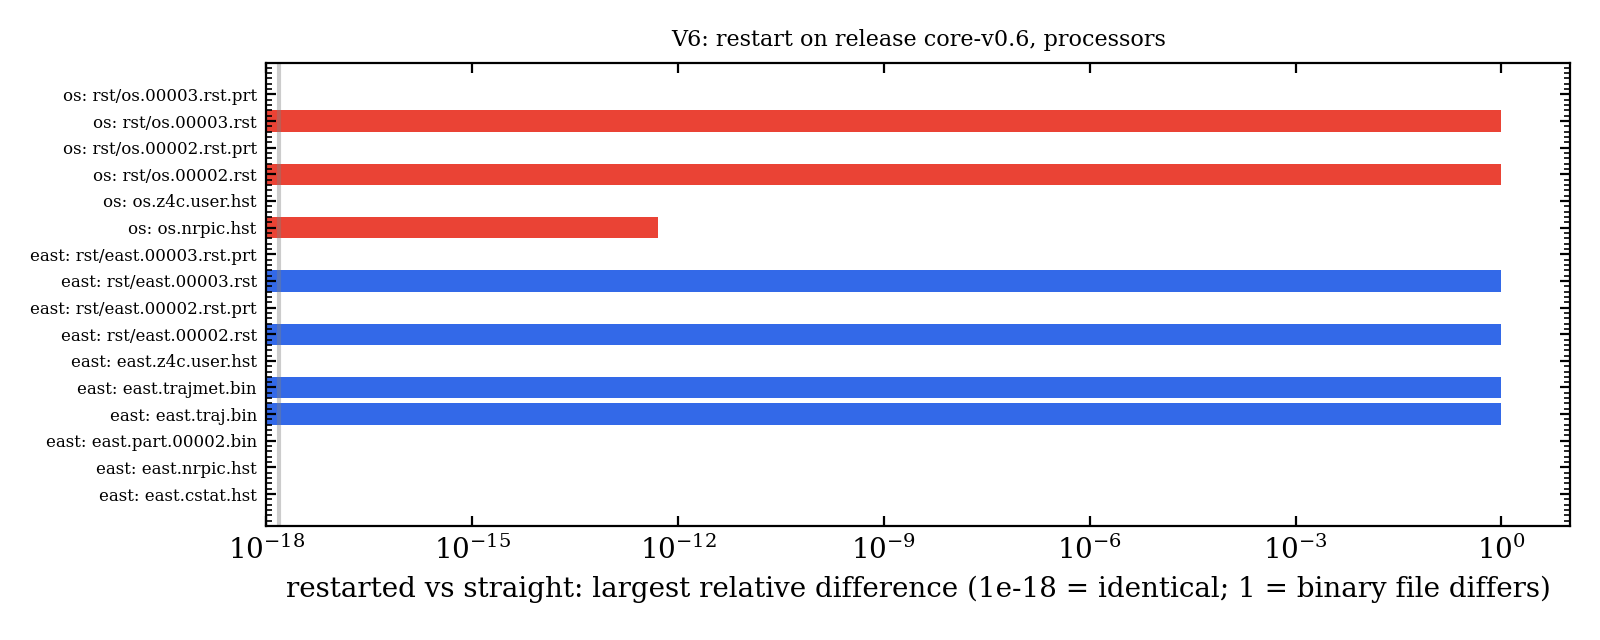 V6: restart on release core-v0.6, processors
os: rst/os.00003.rst.prt
os: rst/os.00003.rst
os: rst/os.00002.rst.prt
os: rst/os.00002.rst
os: os.z4c.user.hst
os: os.nrpic.hst
east: rst/east.00003.rst.prt
east: rst/east.00003.rst
east: rst/east.00002.rst.prt
east: rst/east.00002.rst
east: east.z4c.user.hst
east: east.trajmet.bin
east: east.traj.bin
east: east.part.00002.bin
east: east.nrpic.hst
east: east.cstat.hst
10⁻¹⁸ 10⁻¹⁵ 10⁻¹² 10⁻⁹ 10⁻⁶ 10⁻³ 10⁰
restarted vs straight: largest relative difference (1e-18 = identical; 1 = binary file differs)